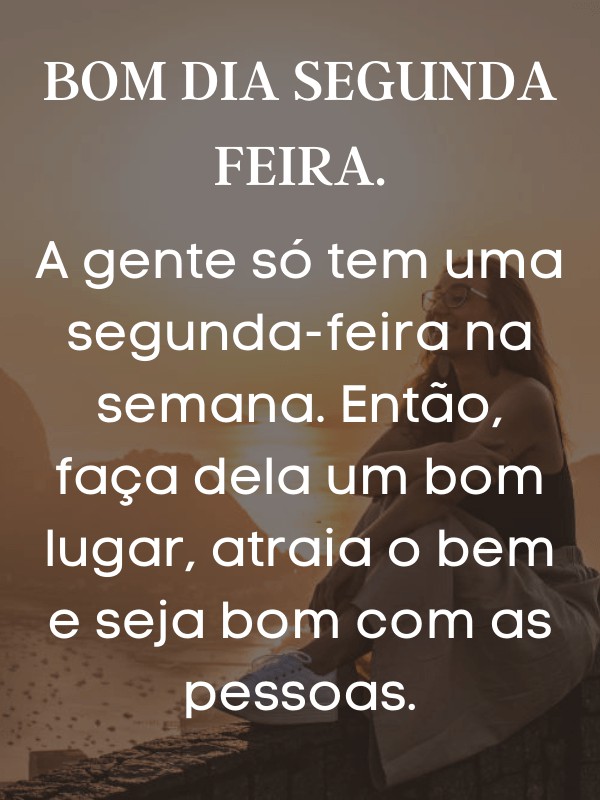 BOM DIA SEGUNDA
FEIRA.
A gente só tem uma
segunda-feira na
semana. Então,
faça dela um bom
lugar, atraia o bem
e seja bom com as
pessoas.